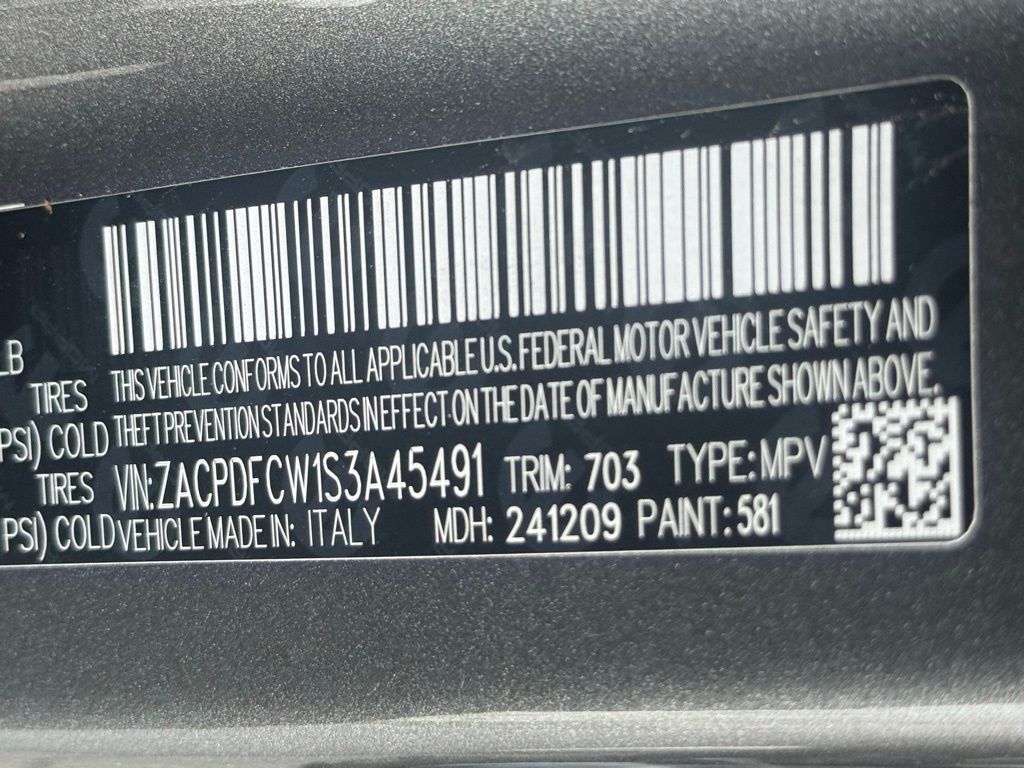 LB
THIS VEHICLE CONFORMS TO ALL APPLICABLE U.S. FEDERAL MOTOR VEHICLE SAFETY AND
TIRES
THEFT PREVENTION STANDARDS IN EFFECT ON THE DATE OF MANUFACTURE SHOWN ABOVE.
PSI) COLD
TIRES VIN: ZACPDFCW1S3A45491 TRIM: 703 TYPE: MPV
PSI) COLD VEHICLE MADE IN: ITALY MDH: 241209 PAINT: 581